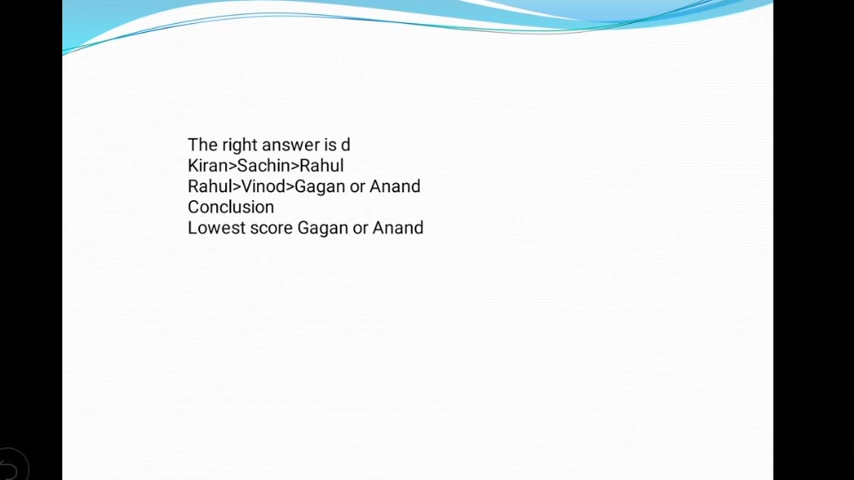 The right answer is d
Kiran>Sachin>Rahul
Rahul>Vinod>Gagan or Anand
Conclusion
Lowest score Gagan or Anand